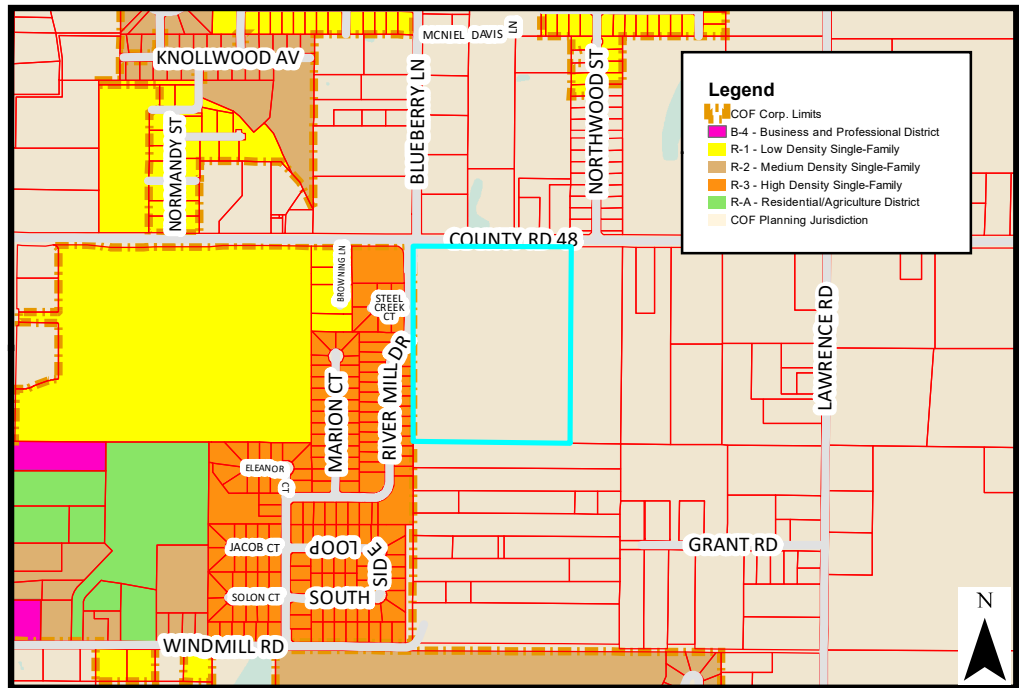 MCNIEL DAVIS LN
KNOLLWOOD AV
BLUEBERRY LN
NORTHWOOD ST
NORMANDY ST
Legend
COF Corp. Limits
B-4 - Business and Professional District
R-1 - Low Density Single-Family
R-2 - Medium Density Single-Family
R-3 - High Density Single-Family
R-A - Residential/Agriculture District
COF Planning Jurisdiction
COUNTY RD 48
BROWNING LN
STEEL
CREEK
CT
LAWRENCE RD
MARION CT
RIVER MILL DR
ELEANOR
CT
JACOB CT
LOOP
SIDE
GRANT RD
SOLON CT
SOUTH
WINDMILL RD
N